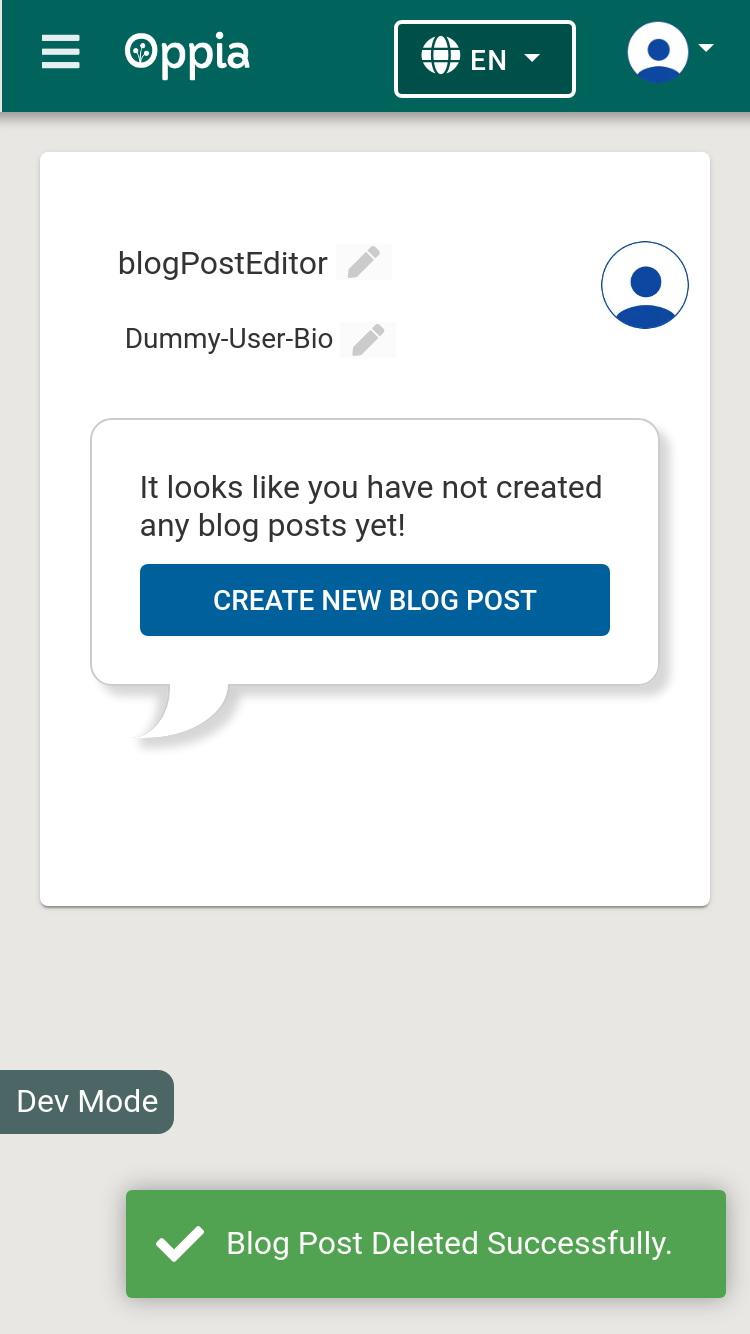 Oppia
EN
blogPostEditor
Dummy-User-Bio
It looks like you have not created
any blog posts yet!
CREATE NEW BLOG POST
Dev Mode
Blog Post Deleted Successfully.